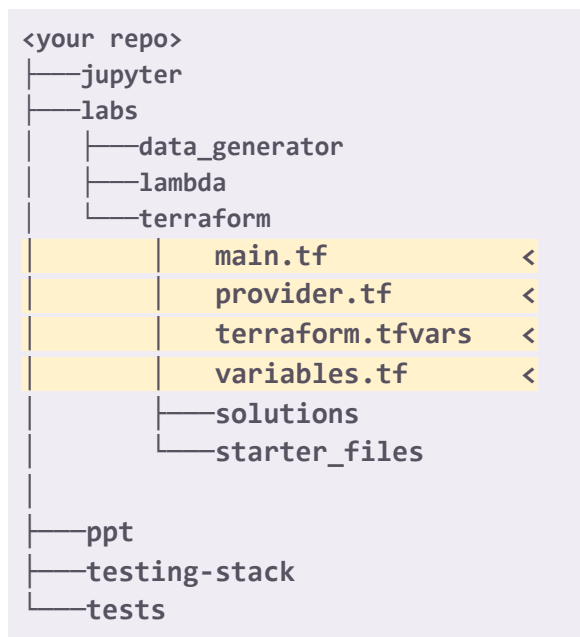 <your repo>
├───jupyter
├───labs
│   ├───data_generator
│   ├───lambda
│   └───terraform
│       │   main.tf          <
│       │   provider.tf      <
│       │   terraform.tfvars <
│       │   variables.tf     <
│       ├───solutions
│       └───starter_files
│
├───ppt
├───testing-stack
└───tests